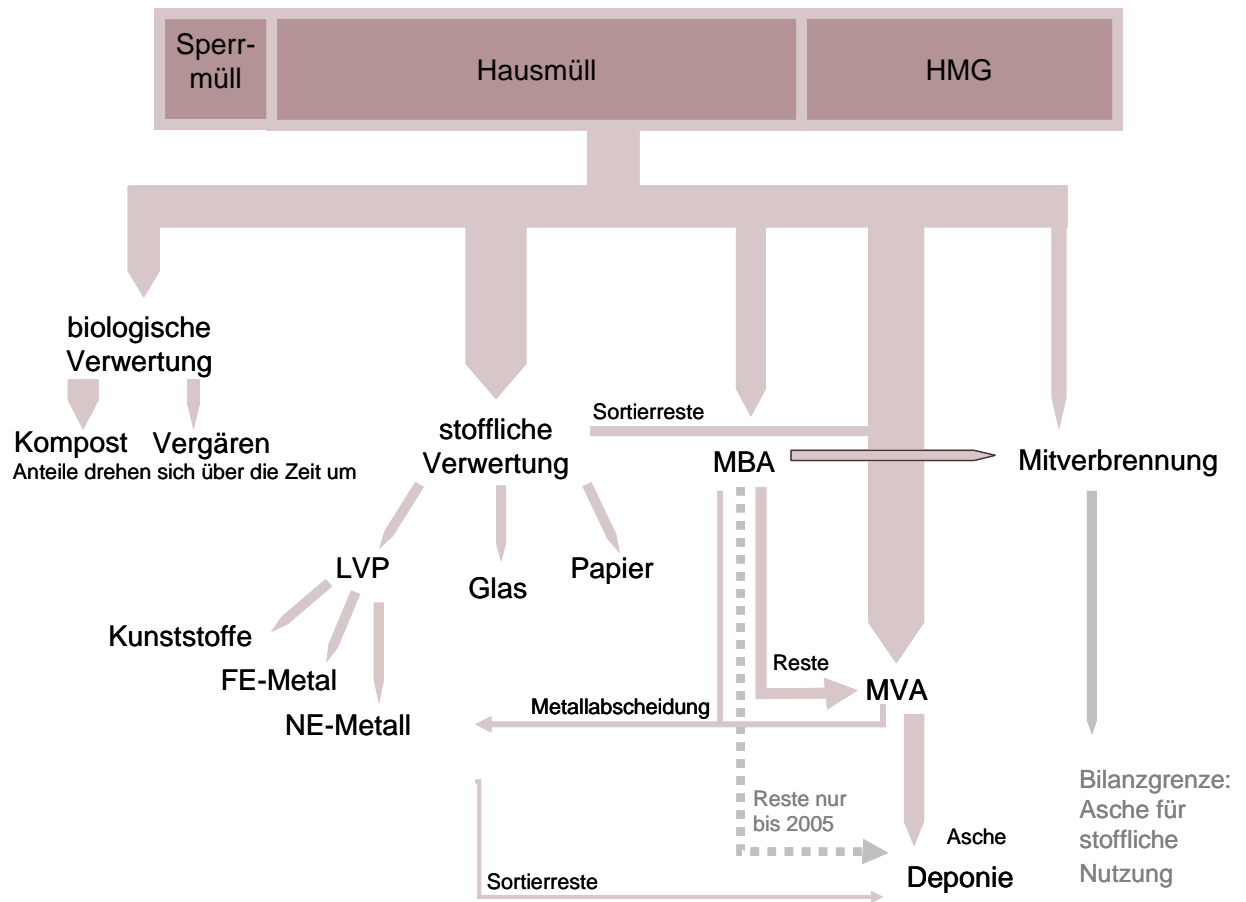 Sperr-
müll
Hausmüll
HMG
biologische
Verwertung
Kompost
Vergären
Anteile drehen sich über die Zeit um
stoffliche
Verwertung
Sortierreste
MBA
Mitverbrennung
LVP
Glas
Papier
Kunststoffe
FE-Metal
NE-Metall
Reste
MVA
Metallabscheidung
Reste nur
bis 2005
Asche
Deponie
Sortierreste
Bilanzgrenze:
Asche für
stoffliche
Nutzung